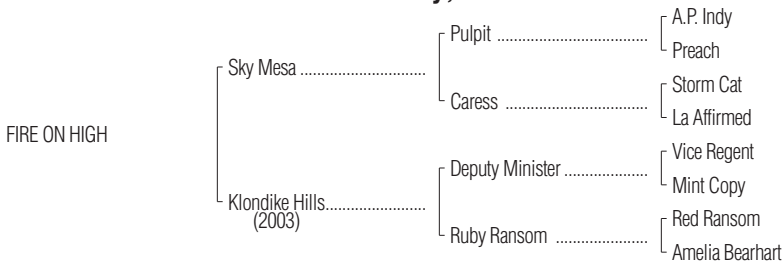 A.P. Indy
Pulpit ..........................................
Preach
Sky Mesa ...................................
Storm Cat
Caress ........................................
La Affirmed
FIRE ON HIGH
Vice Regent
Deputy Minister .......................
Mint Copy
Klondike Hills............................
(2003)
Red Ransom
Ruby Ransom ..........................
Amelia Bearhart